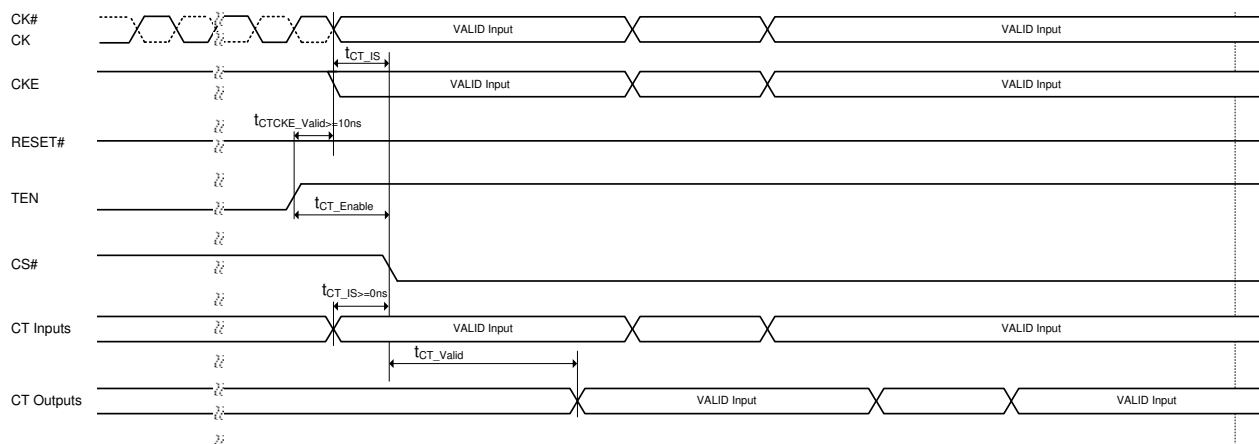 CK#
CK
VALID Input VALID Input
tCT_IS
CKE VALID Input VALID Input
tCTCKE_Valid>=10ns
RESET#
TEN
tCT_Enable
CS#
tCT_IS>=0ns
CT Inputs VALID Input VALID Input
tCT_Valid
CT Outputs VALID Input VALID Input